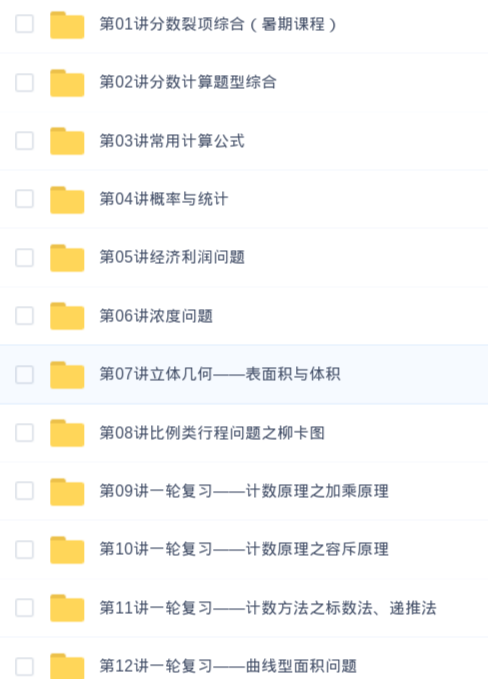 第01讲分数裂项综合（暑期课程）
第02讲分数计算题型综合
第03讲常用计算公式
第04讲概率与统计
第05讲经济利润问题
第06讲浓度问题
第07讲立体几何——表面积与体积
第08讲比例类行程问题之柳卡图
第09讲一轮复习——计数原理之加乘原理
第10讲一轮复习——计数原理之容斥原理
第11讲一轮复习——计数方法之标数法、递推法
第12讲一轮复习——曲线型面积问题